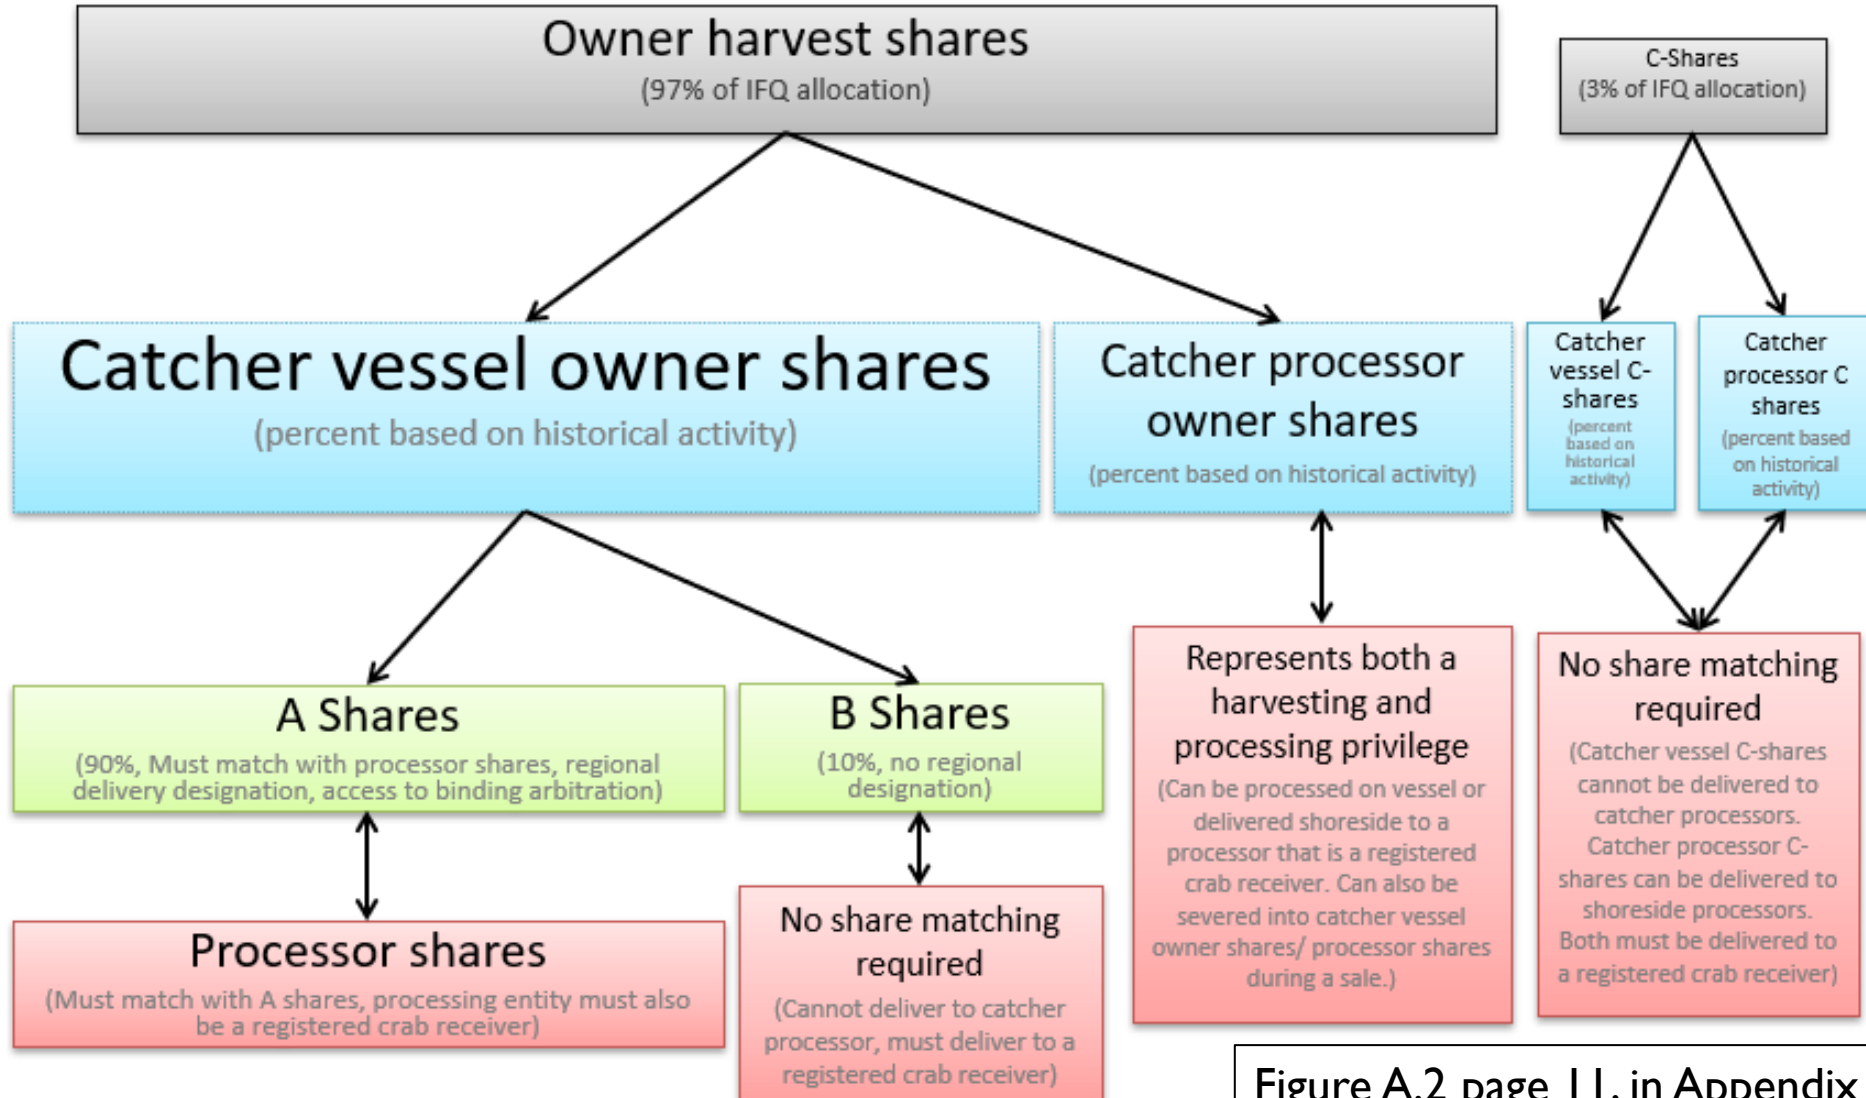 Owner harvest shares
(97% of IFQ allocation)
C-Shares
(3% of IFQ allocation)
Catcher vessel owner shares
(percent based on historical activity)
Catcher processor
owner shares
(percent based on historical activity)
Catcher
vessel C-
shares
(percent
based on
historical
activity)
Catcher
processor C
shares
(percent based
on historical
activity)
A Shares
(90%, Must match with processor shares, regional
delivery designation, access to binding arbitration)
B Shares
(10%, no regional
designation)
Represents both a
harvesting and
processing privilege
(Can be processed on vessel or
delivered shoreside to a
processor that is a registered
crab receiver. Can also be
severed into catcher vessel
owner shares/ processor shares
during a sale.)
No share matching
required
(Catcher vessel C-shares
cannot be delivered to
catcher processors.
Catcher processor C-
shares can be delivered to
shoreside processors.
Both must be delivered to
a registered crab receiver)
Processor shares
(Must match with A shares, processing entity must also
be a registered crab receiver)
No share matching
required
(Cannot deliver to catcher
processor, must deliver to a
registered crab receiver)
Figure A.2 page 11. in Appendix